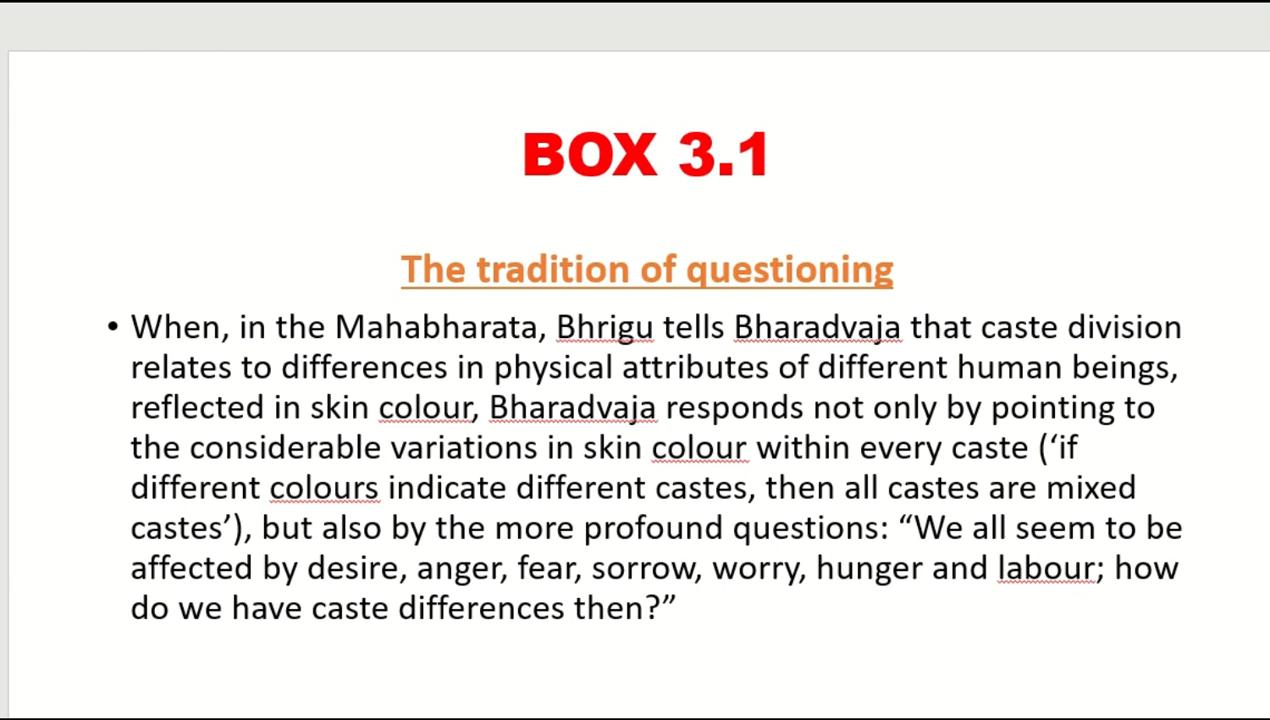 BOX 3.1
The tradition of questioning
• When, in the Mahabharata, Bhrigu tells Bharadvaja that caste division
relates to differences in physical attributes of different human beings,
reflected in skin colour, Bharadvaja responds not only by pointing to
the considerable variations in skin colour within every caste (‘if
different colours indicate different castes, then all castes are mixed
castes’), but also by the more profound questions: “We all seem to be
affected by desire, anger, fear, sorrow, worry, hunger and labour; how
do we have caste differences then?”